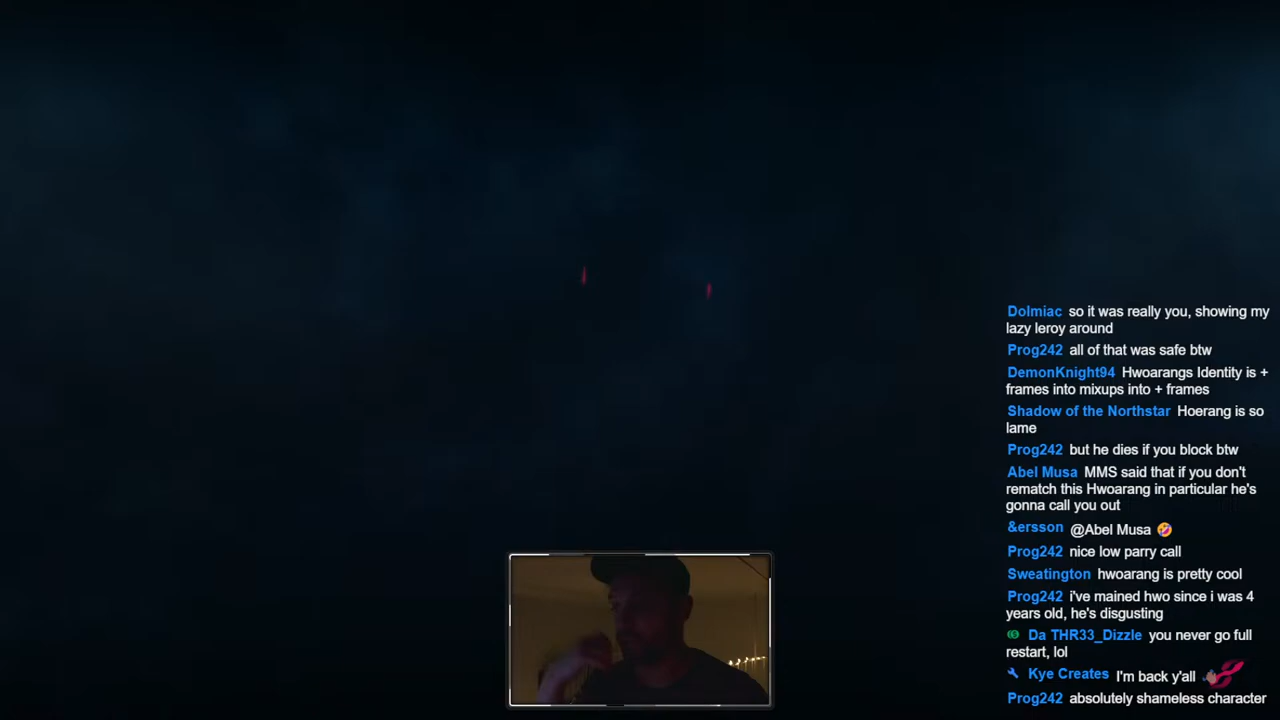 Dolmiac so it was really you, showing my
lazy leroy around
Prog242 all of that was safe btw
DemonKnight94 Hwoarangs Identity is +
frames into mixups into + frames
Shadow of the Northstar Hoerang is so
lame
Prog242 but he dies if you block btw
Abel Musa MMS said that if you don't
rematch this Hwoarang in particular he's
gonna call you out
&ersson @Abel Musa 🤣
Prog242 nice low parry call
Sweatington hwoarang is pretty cool
Prog242 i've mained hwo since i was 4
years old, he's disgusting
Da THR33_Dizzle you never go full
restart, lol
Kye Creates I'm back y'all
Prog242 absolutely shameless character